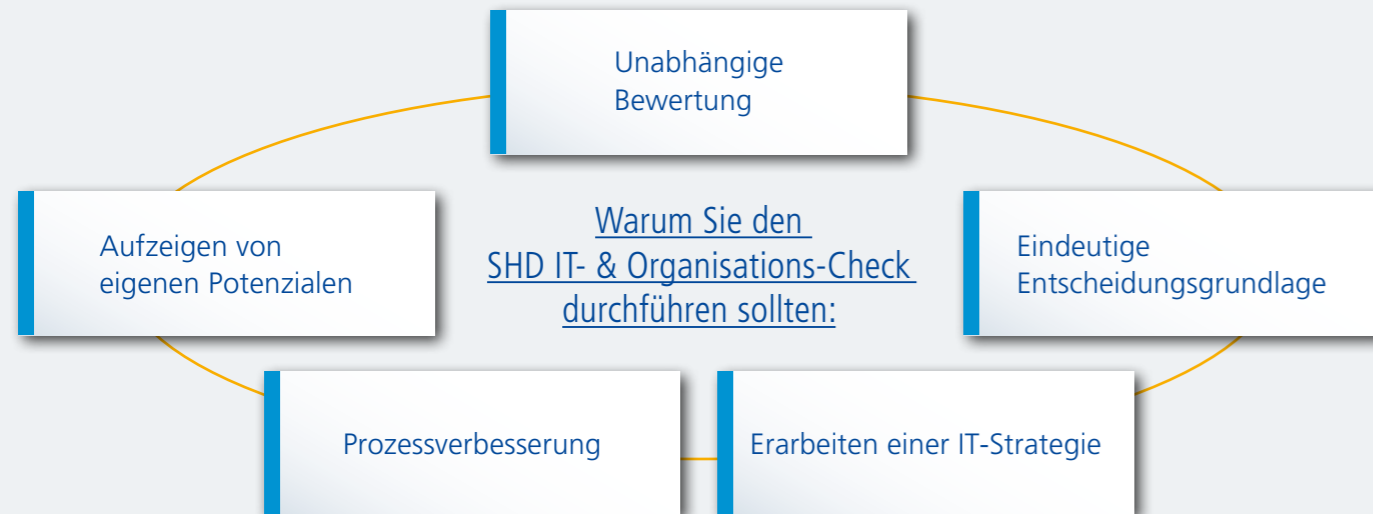 Unabhängige
Bewertung
Warum Sie den
SHD IT- & Organisations-Check
durchführen sollten:
Aufzeigen von
eigenen Potenzialen
Eindeutige
Entscheidungsgrundlage
Prozessverbesserung
Erarbeiten einer IT-Strategie